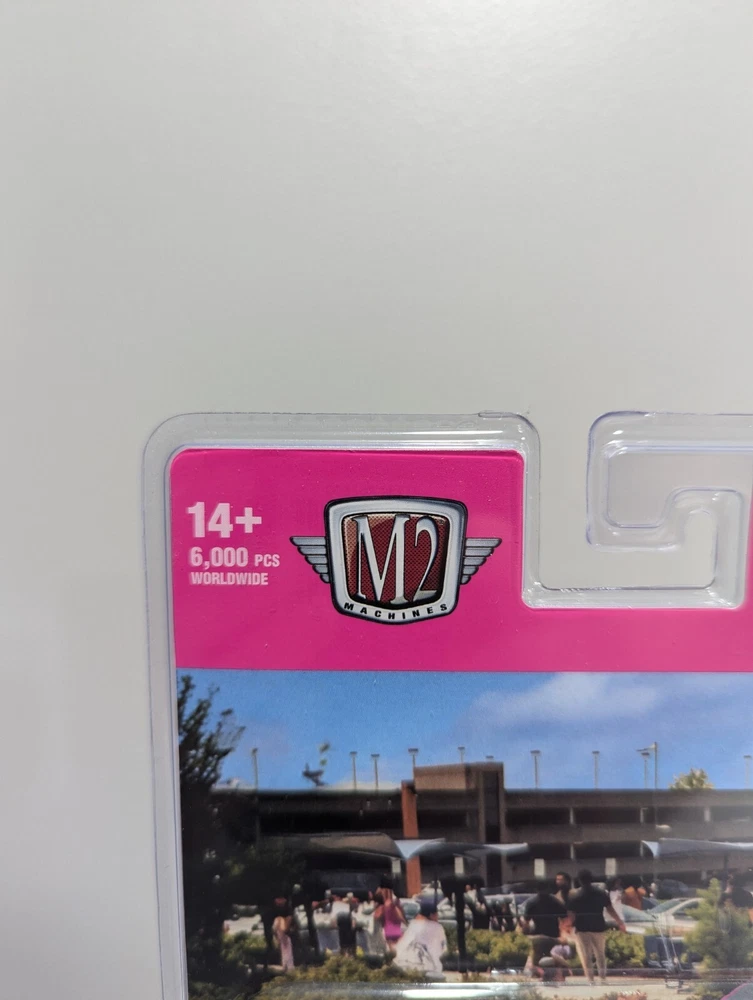 14+
6,000 PCS
WORLDWIDE
M2
MACHINES